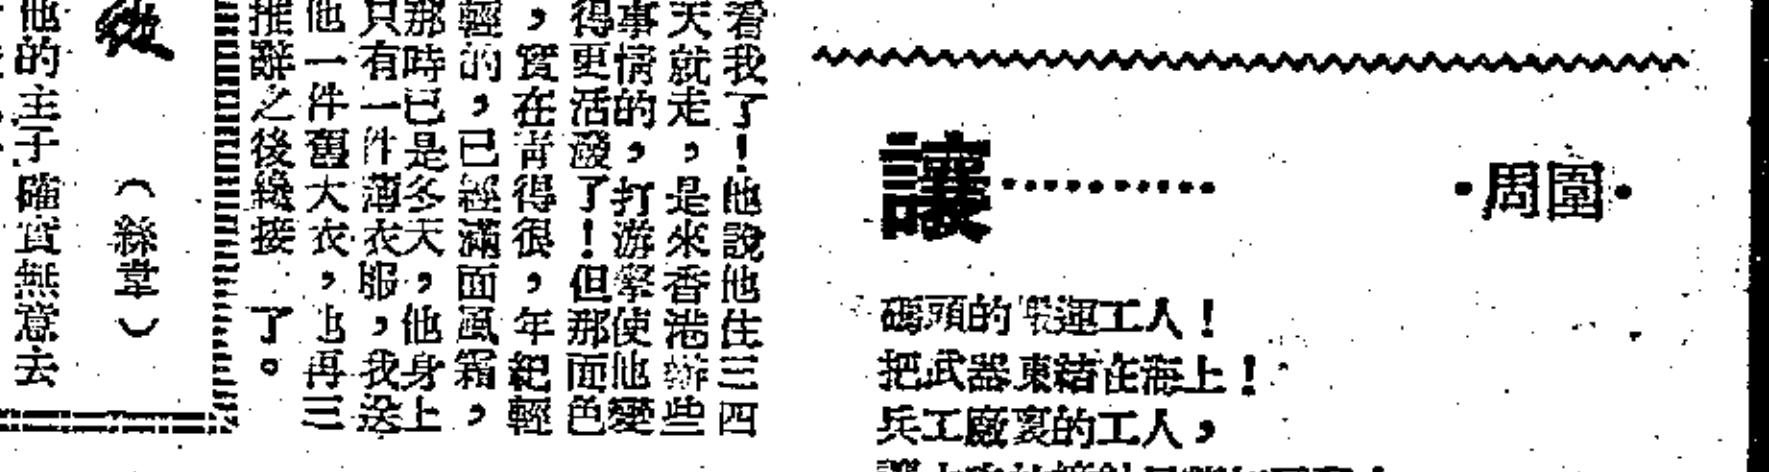 看我了！他說他住三四
天就走，是來香港辦些
事情的，打游擊使他變
得更活潑了！但那面色
，實在青得很，年紀輕
輕的，已經滿面風霜，
那時已是冬天，他身上
只有一件薄衣服，我送
他一件舊大衣，他再三
推辭之後纔接了。
從
（絲韋）
他的主子確實無意去
讓…………
·周圍·
碼頭的搬運工人！
把武器凍結在海上！
兵工廠裏的工人，